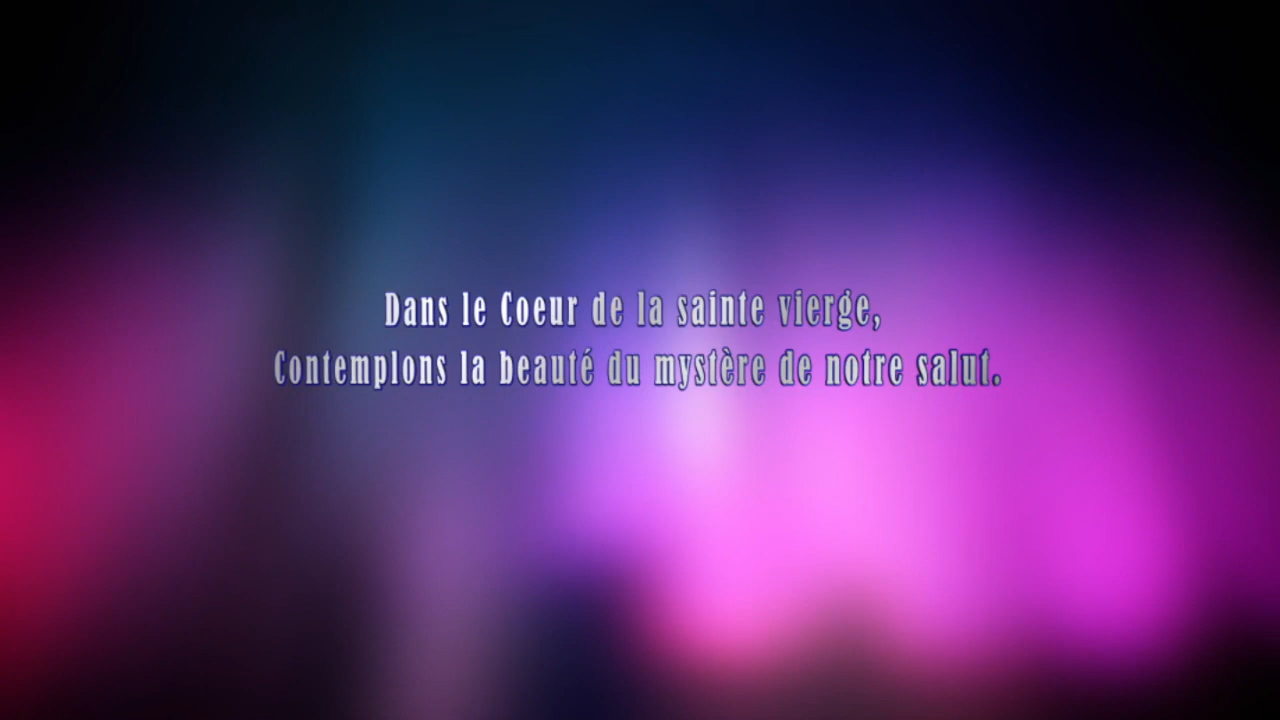 Dans le Coeur de la sainte vierge,
Contemplons la beauté du mystère de notre salut.